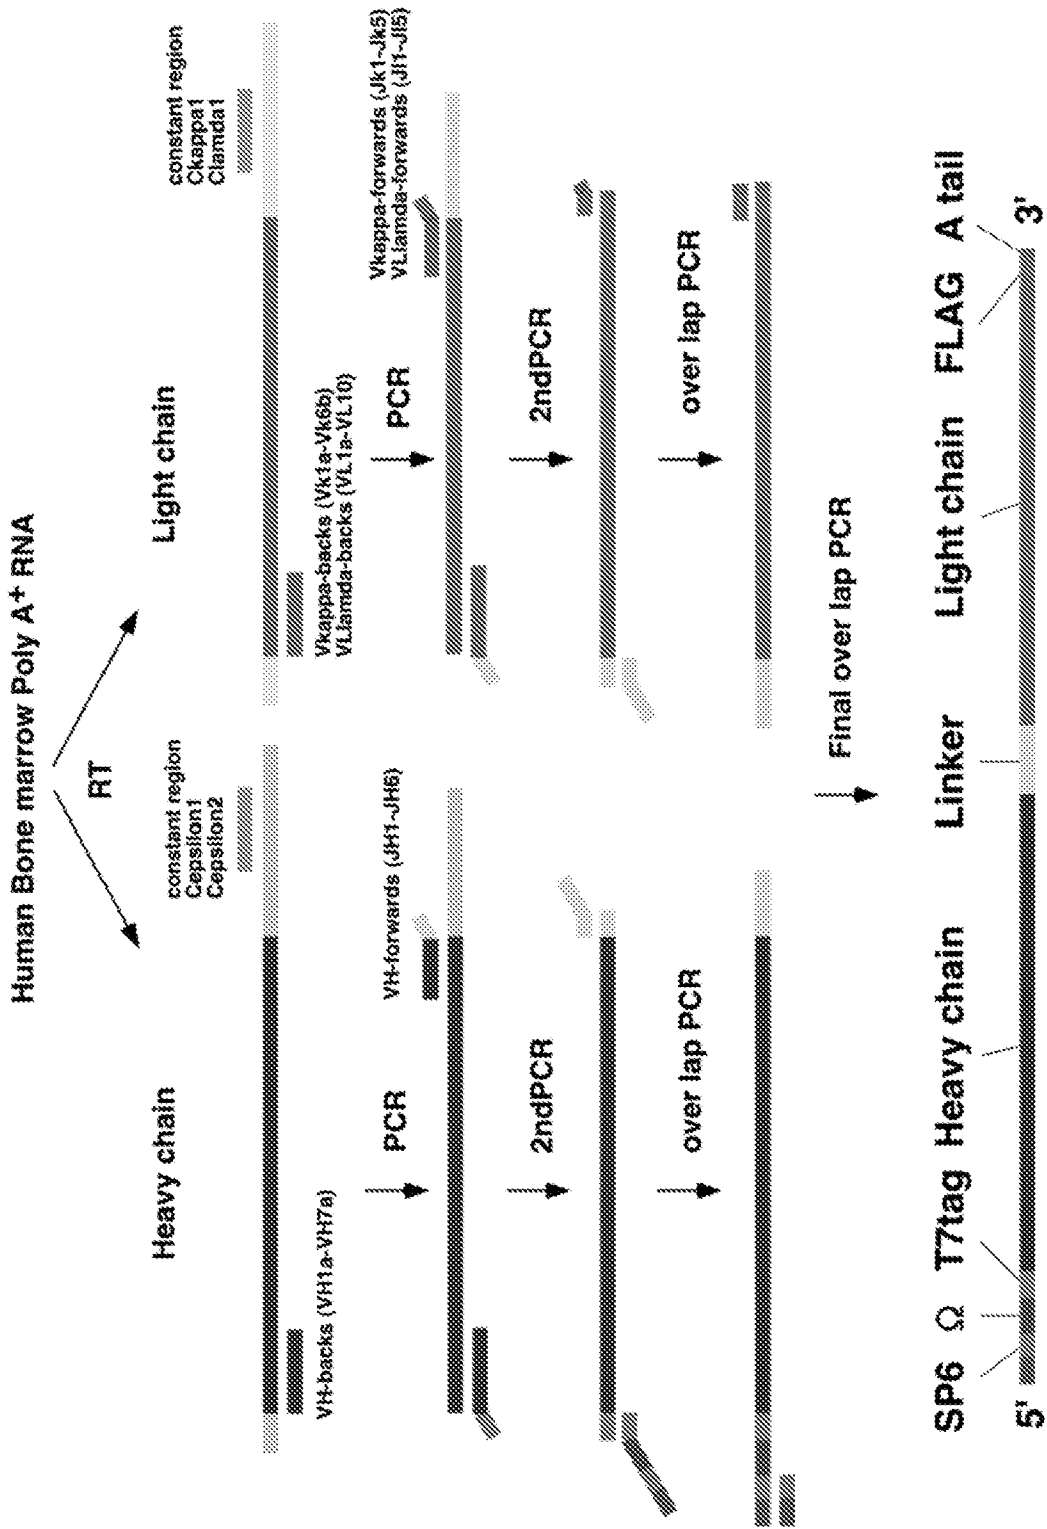 Human Bone marrow Poly A+ RNA
RT
Heavy chain
Light chain
constant region
Cepsilon1
Cepsilon2
constant region
Ckappa1
Clamda1
VH-backs (VH1a-VH7a)
Vkappa-backs (Vk1a-Vk6b)
VLlamda-backs (VL1a-VL10)
PCR
VH-forwards (JH1-JH6)
PCR
Vkappa-forwards (Jk1-Jk5)
VLlamda-forwards (Jl1-Jl5)
2ndPCR
2ndPCR
over lap PCR
over lap PCR
Final over lap PCR
SP6 Ω T7tag Heavy chain Linker Light chain FLAG A tail
5' 3'